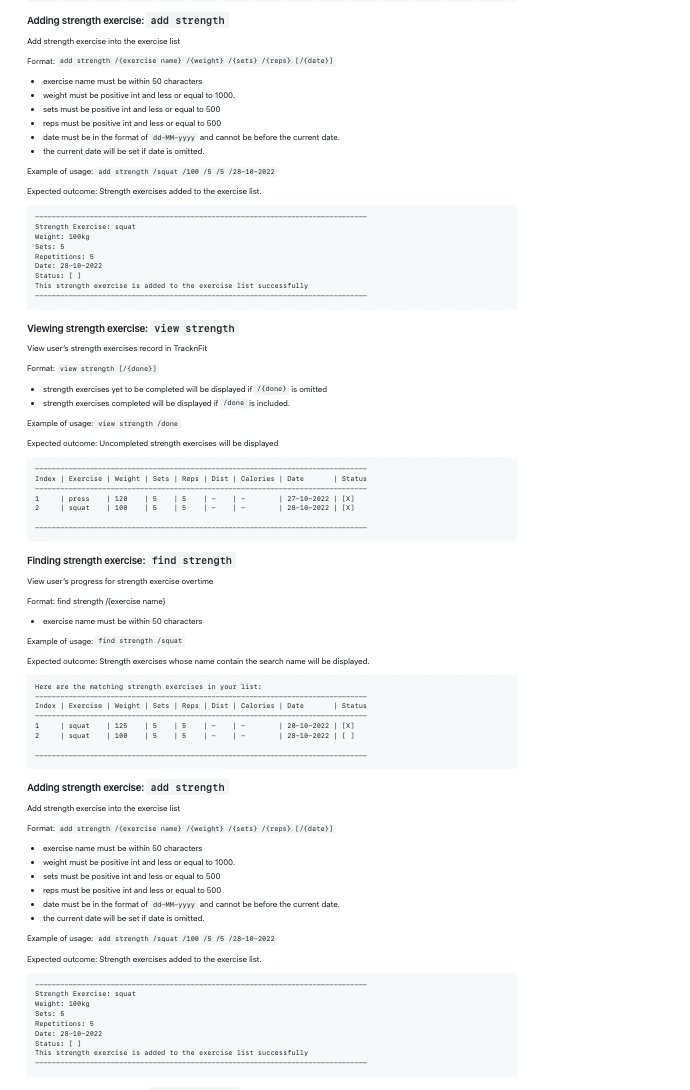 Adding strength exercise: add strength
Add strength exercise into the exercise list
Format: add strength /{exercise name} /{weight} /{sets} /{reps} [/{date}]
• exercise name must be within 50 characters
• weight must be positive int and less or equal to 1000.
• sets must be positive int and less or equal to 500
• reps must be positive int and less or equal to 500
• date must be in the format of dd-MM-yyyy and cannot be before the current date.
• the current date will be set if date is omitted.
Example of usage: add strength /squat /100 /5 /5 /28-10-2022
Expected outcome: Strength exercises added to the exercise list.
Strength Exercise: squat
Weight: 100kg
Sets: 5
Repetitions: 5
Date: 28-10-2022
Status: [ ]
This strength exercise is added to the exercise list successfully
Viewing strength exercise: view strength
View user's strength exercises record in TracknFit
Format: view strength [/{done}]
• strength exercises yet to be completed will be displayed if /{done} is omitted
• strength exercises completed will be displayed if /done is included.
Example of usage: view strength /done
Expected outcome: Uncompleted strength exercises will be displayed
Index | Exercise | Weight | Sets | Reps | Dist | Calories | Date | Status
1 | press | 120 | 5 | 5 | - | - | 27-10-2022 | [X]
2 | squat | 100 | 5 | 5 | - | - | 28-10-2022 | [X]
Finding strength exercise: find strength
View user's progress for strength exercise overtime
Format: find strength /{exercise name}
• exercise name must be within 50 characters
Example of usage: find strength /squat
Expected outcome: Strength exercises whose name contain the search name will be displayed.
Here are the matching strength exercises in your list:
Index | Exercise | Weight | Sets | Reps | Dist | Calories | Date | Status
1 | squat | 125 | 5 | 5 | - | - | 20-10-2022 | [X]
2 | squat | 100 | 5 | 5 | - | - | 28-10-2022 | [ ]
Adding strength exercise: add strength
Add strength exercise into the exercise list
Format: add strength /{exercise name} /{weight} /{sets} /{reps} [/{date}]
• exercise name must be within 50 characters
• weight must be positive int and less or equal to 1000.
• sets must be positive int and less or equal to 500
• reps must be positive int and less or equal to 500
• date must be in the format of dd-MM-yyyy and cannot be before the current date.
• the current date will be set if date is omitted.
Example of usage: add strength /squat /100 /5 /5 /28-10-2022
Expected outcome: Strength exercises added to the exercise list.
Strength Exercise: squat
Weight: 100kg
Sets: 5
Repetitions: 5
Date: 28-10-2022
Status: [ ]
This strength exercise is added to the exercise list successfully